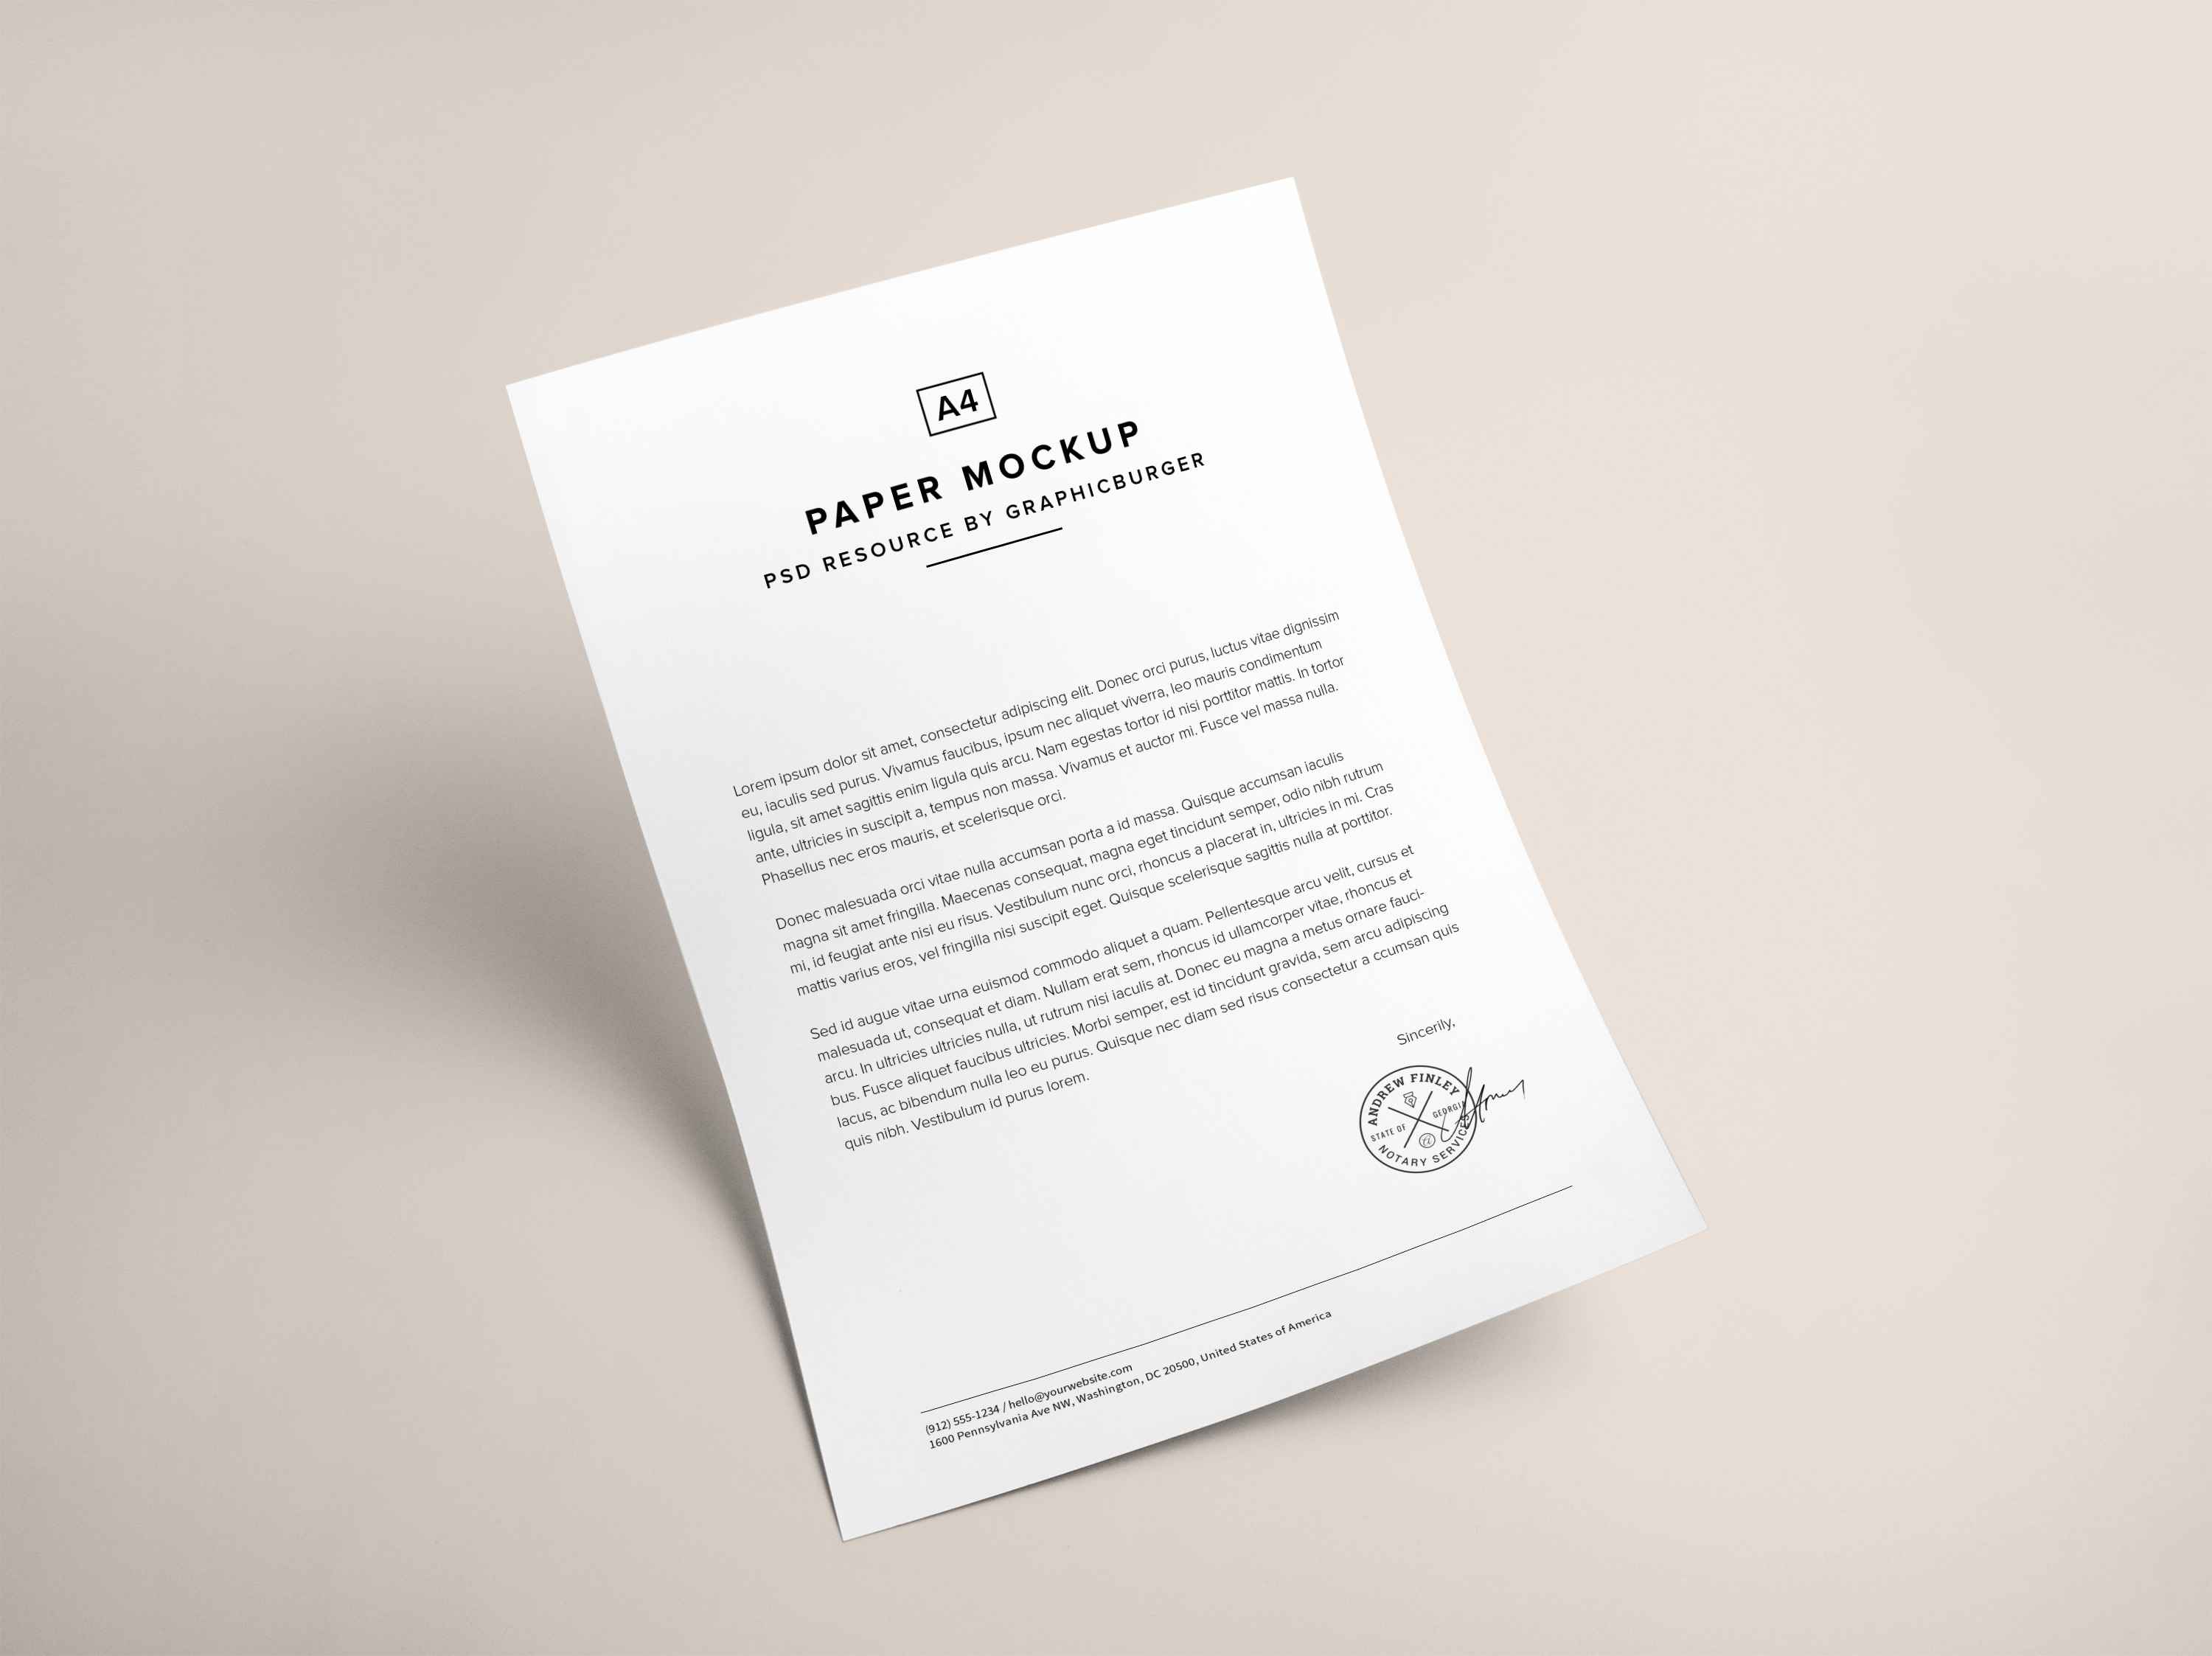 A4
PAPER MOCKUP
PSD RESOURCE BY GRAPHICBURGER
Lorem ipsum dolor sit amet, consectetur adipiscing elit. Donec orci purus, luctus vitae dignissim
eu, iaculis sed purus. Vivamus faucibus, ipsum nec aliquet viverra, leo mauris condimentum
ligula, sit amet sagittis enim ligula quis arcu. Nam egestas tortor id nisi porttitor mattis. In tortor
ante, ultricies in suscipit a, tempus non massa. Vivamus et auctor mi. Fusce vel massa nulla.
Phasellus nec eros mauris, et scelerisque orci.
Donec malesuada orci vitae nulla accumsan porta a id massa. Quisque accumsan iaculis
magna sit amet fringilla. Maecenas consequat, magna eget tincidunt semper, odio nibh rutrum
mi, id feugiat ante nisi eu risus. Vestibulum nunc orci, rhoncus a placerat in, ultricies in mi. Cras
mattis varius eros, vel fringilla nisi suscipit eget. Quisque scelerisque sagittis nulla at porttitor.
Sed id augue vitae urna euismod commodo aliquet a quam. Pellentesque arcu velit, cursus et
malesuada ut, consequat et diam. Nullam erat sem, rhoncus id ullamcorper vitae, rhoncus et
arcu. In ultricies ultricies nulla, ut rutrum nisi iaculis at. Donec eu magna a metus ornare fauci-
bus. Fusce aliquet faucibus ultricies. Morbi semper, est id tincidunt gravida, sem arcu adipiscing
lacus, ac bibendum nulla leo eu purus. Quisque nec diam sed risus consectetur a ccumsan quis
quis nibh. Vestibulum id purus lorem.
Sincerily,
ANDREW FINLEY
STATE OF GEORGIA
NOTARY SERVICES
(912) 555-1234 / hello@yourwebsite.com
1600 Pennsylvania Ave NW, Washington, DC 20500, United States of America